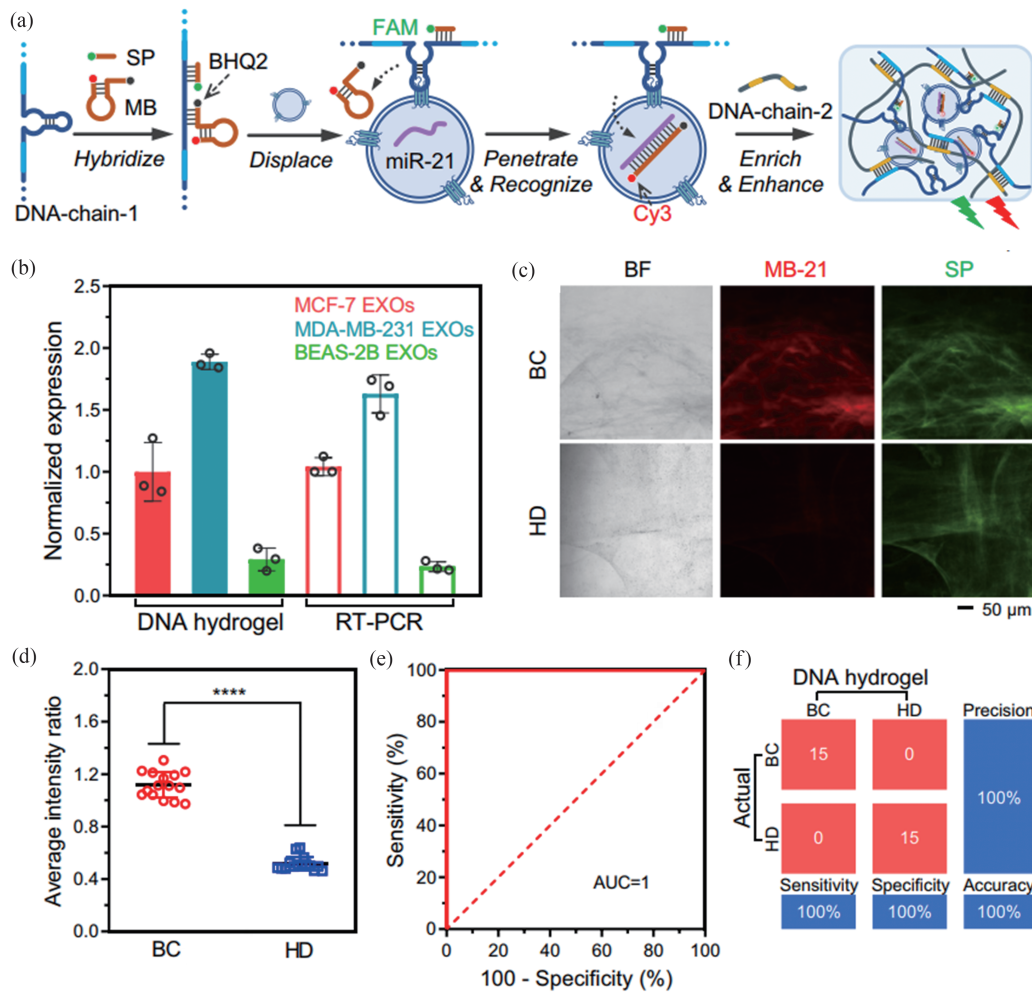 (a)
SP
MB
BHQ2
FAM
DNA-chain-1
Hybridize
Displace
miR-21
Penetrate
& Recognize
Cy3
DNA-chain-2
Enrich
& Enhance
(b)
Normalized expression
2.5
2.0
1.5
1.0
0.5
0.0
MCF-7 EXOs
MDA-MB-231 EXOs
BEAS-2B EXOs
DNA hydrogel
RT-PCR
(c)
BF
MB-21
SP
BC
HD
50 μm
(d)
Average intensity ratio
2.0
1.6
1.2
0.8
0.4
0.0
****
BC
HD
(e)
Sensitivity (%)
100
80
60
40
20
0
AUC=1
0 20 40 60 80 100
100 - Specificity (%)
(f)
DNA hydrogel
BC
HD
Precision
Actual
BC
15
0
100%
HD
0
15
Sensitivity
Specificity
Accuracy
100%
100%
100%